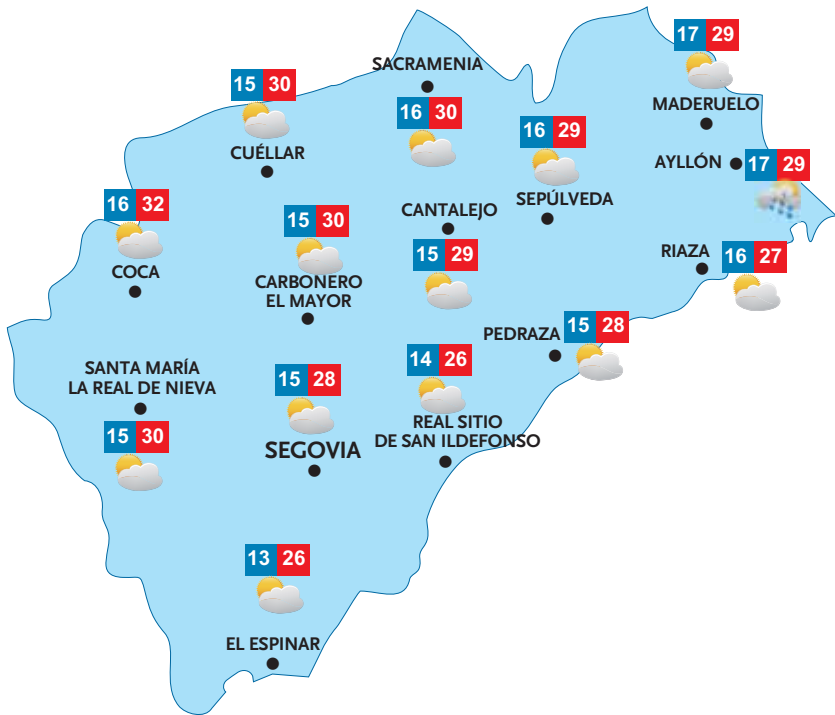 17 29
MADERUELO
SACRAMENIA
16 30
15 30
CUÉLLAR
16 29
SEPÚLVEDA
AYLLÓN
17 29
16 32
COCA
15 30
CARBONERO
EL MAYOR
CANTALEJO
15 29
RIAZA
16 27
PEDRAZA
15 28
SANTA MARÍA
LA REAL DE NIEVA
15 30
15 28
SEGOVIA
14 26
REAL SITIO
DE SAN ILDEFONSO
13 26
EL ESPINAR